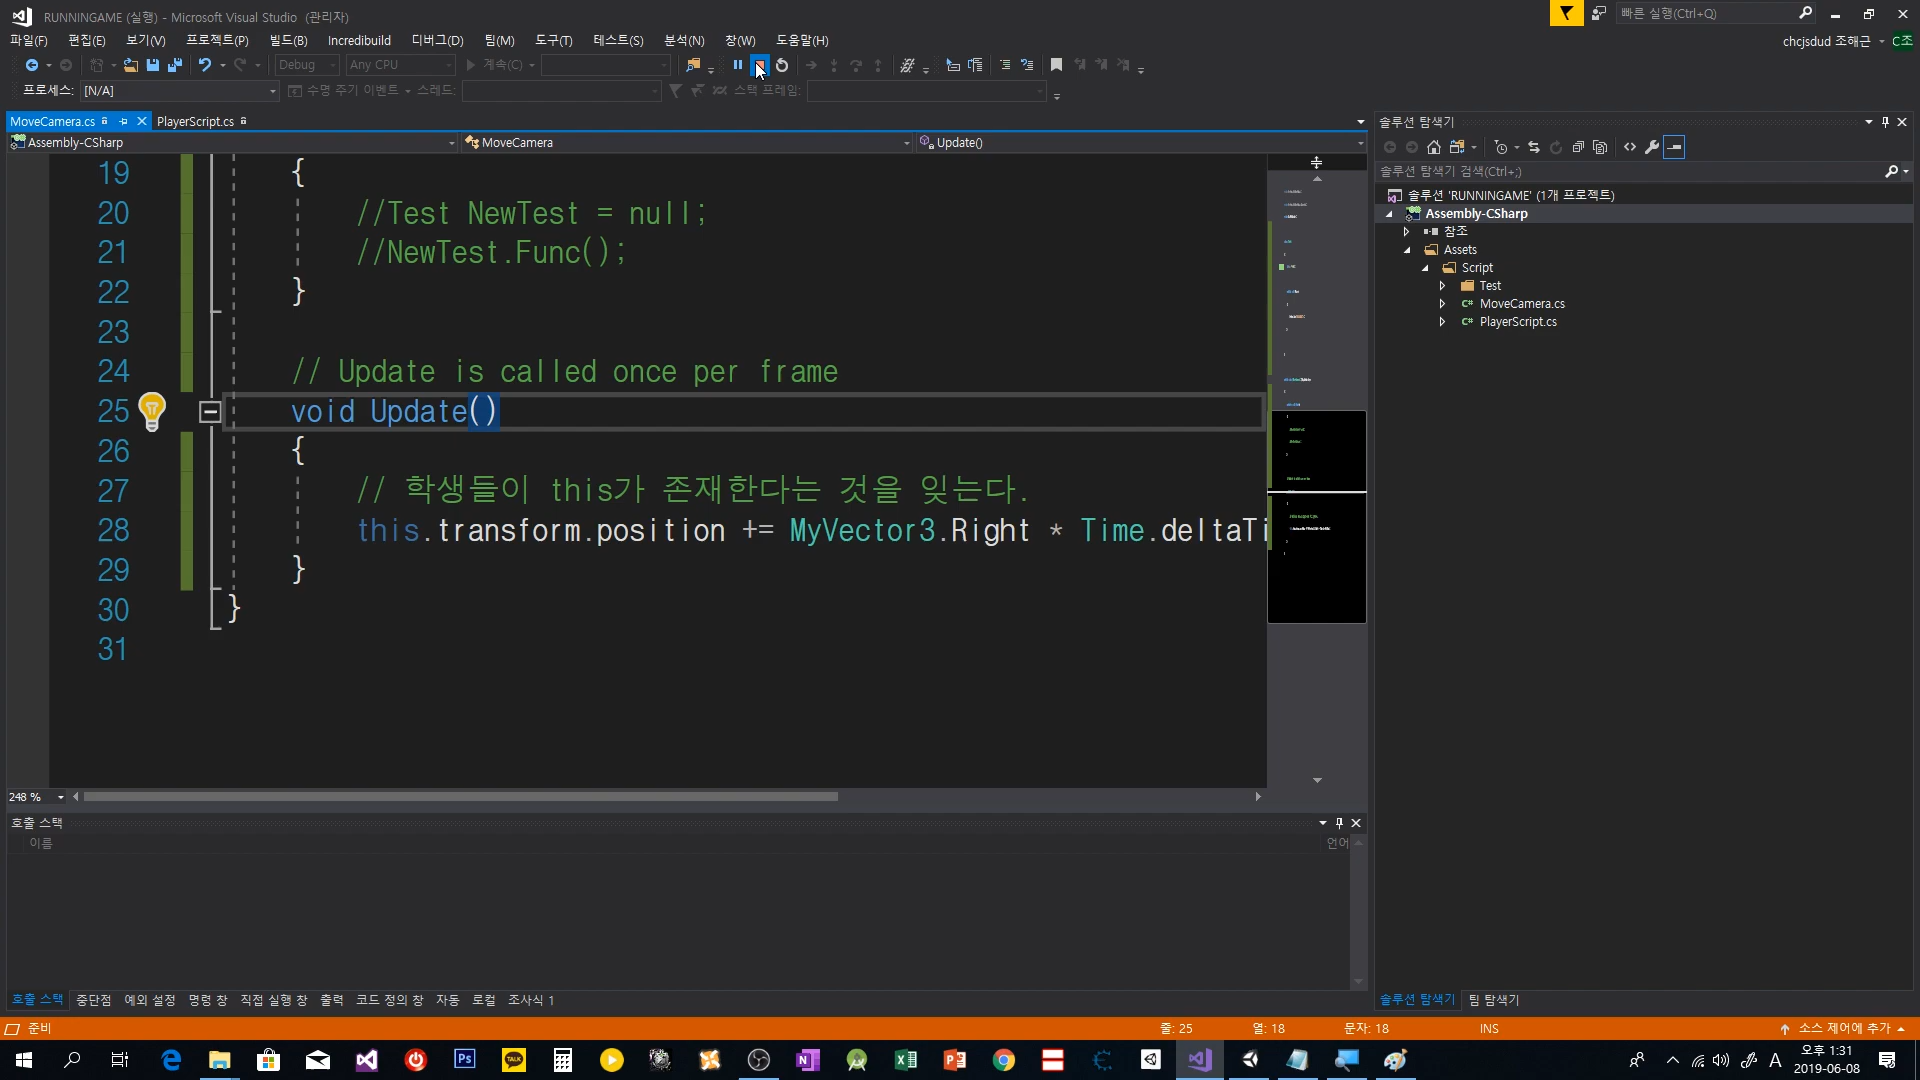 RUNNINGAME (실행) - Microsoft Visual Studio (관리자)
빠른 실행(Ctrl+Q)
파일(F) 편집(E) 보기(V) 프로젝트(P) 빌드(B) Incredibuild 디버그(D) 팀(M) 도구(T) 테스트(S) 분석(N) 창(W) 도움말(H)
chcjsdud 조해근 C조
Debug Any CPU 계속(C)
프로세스: [N/A] 수명 주기 이벤트 스레드: 스택 프레임:
MoveCamera.cs PlayerScript.cs
Assembly-CSharp MoveCamera Update()
19 {
20 //Test NewTest = null;
21 //NewTest.Func();
22 }
23
24 // Update is called once per frame
25 void Update()
26 {
27 // 학생들이 this가 존재한다는 것을 잊는다.
28 this.transform.position += MyVector3.Right * Time.deltaTi
29 }
30 }
31
248 %
호출 스택
이름 언어
호출 스택 중단점 예외 설정 명령 창 직접 실행 창 출력 코드 정의 창 자동 로컬 조사식 1
솔루션 탐색기
솔루션 탐색기 검색(Ctrl+;)
솔루션 'RUNNINGAME' (1개 프로젝트)
Assembly-CSharp
참조
Assets
Script
Test
C# MoveCamera.cs
C# PlayerScript.cs
솔루션 탐색기 팀 탐색기
준비 줄: 25 열: 18 문자: 18 INS 소스 제어에 추가
Ps TALK A
오후 1:31
2019-06-08